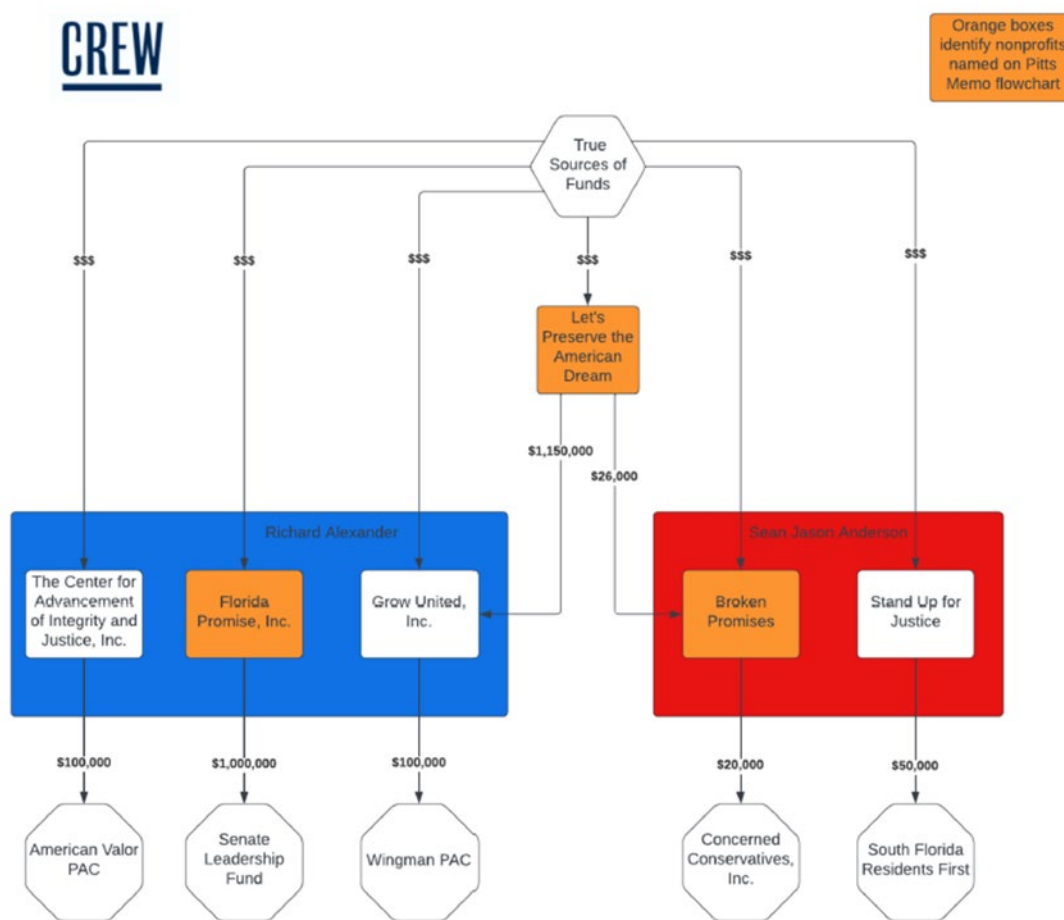 CREW
Orange boxes
identify nonprofits
named on Pitts
Memo flowchart
True
Sources of
Funds
$$$
$$$
$$$
$$$
$$$
$$$
Let's
Preserve the
American
Dream
$1,150,000
$26,000
Richard Alexander
Sean Jason Anderson
The Center for
Advancement
of Integrity and
Justice, Inc.
Florida
Promise, Inc.
Grow United,
Inc.
Broken
Promises
Stand Up for
Justice
$100,000
$1,000,000
$100,000
$20,000
$50,000
American Valor
PAC
Senate
Leadership
Fund
Wingman PAC
Concerned
Conservatives,
Inc.
South Florida
Residents First